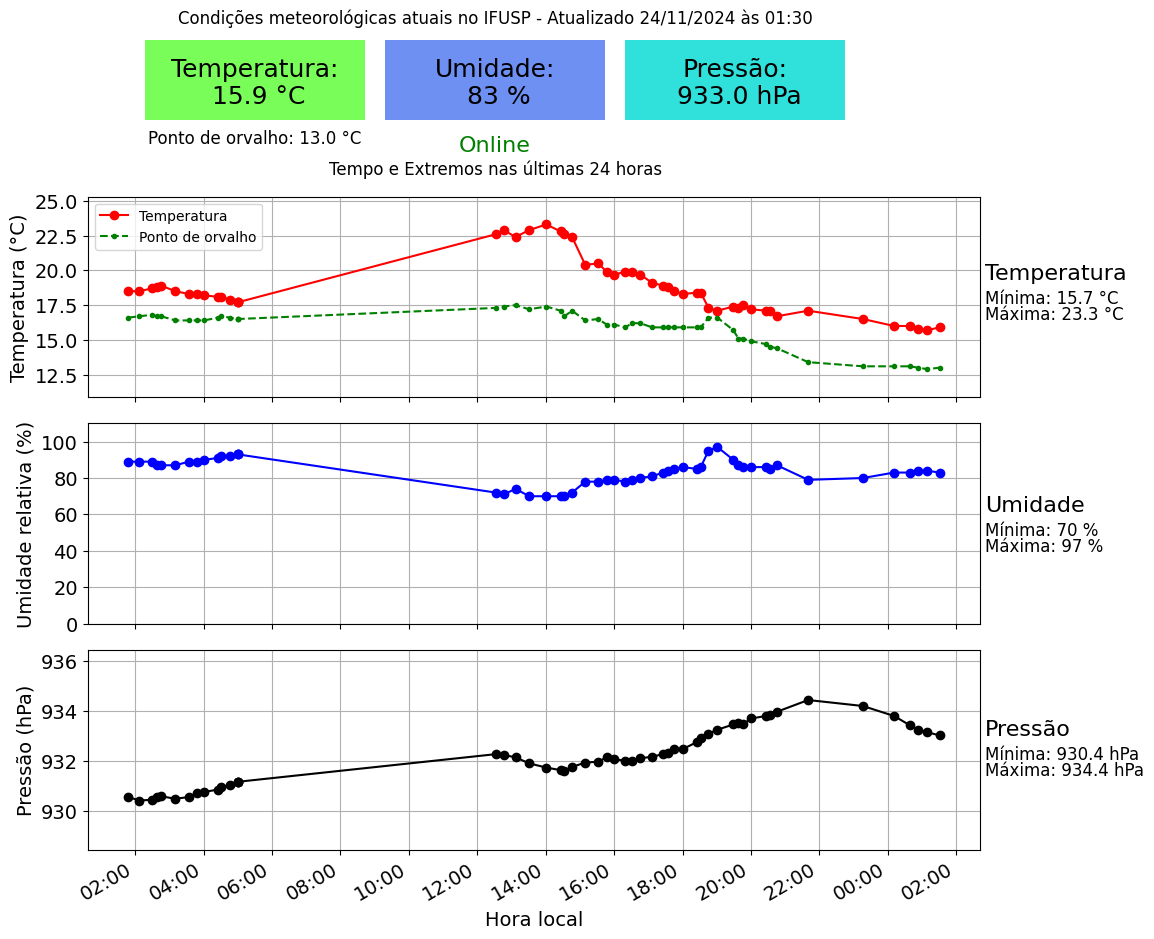 Condições meteorológicas atuais no IFUSP - Atualizado 24/11/2024 às 01:30
Temperatura:
15.9 °C
Umidade:
83 %
Pressão:
933.0 hPa
Ponto de orvalho: 13.0 °C
Online
Tempo e Extremos nas últimas 24 horas
Temperatura (°C)
25.0
22.5
20.0
17.5
15.0
12.5
Temperatura
Ponto de orvalho
Temperatura
Mínima: 15.7 °C
Máxima: 23.3 °C
Umidade relativa (%)
100
80
60
40
20
0
Umidade
Mínima: 70 %
Máxima: 97 %
Pressão (hPa)
936
934
932
930
Pressão
Mínima: 930.4 hPa
Máxima: 934.4 hPa
02:00 04:00 06:00 08:00 10:00 12:00 14:00 16:00 18:00 20:00 22:00 00:00 02:00
Hora local